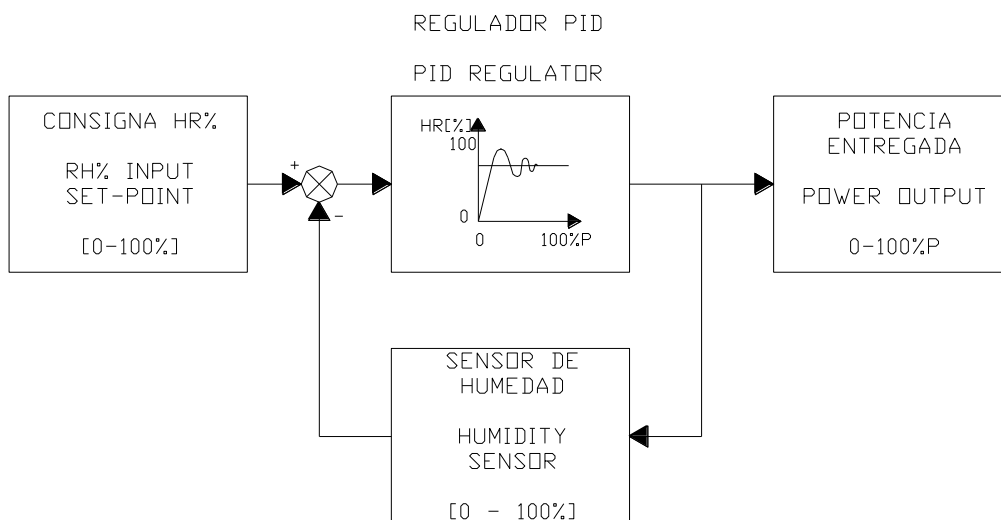 REGULADOR PID
PID REGULATOR
CONSIGNA HR%
RH% INPUT
SET-POINT
[0-100%]
+
-
HR[%]
100
0
0
100%P
POTENCIA
ENTREGADA
POWER OUTPUT
0-100%P
SENSOR DE
HUMEDAD
HUMIDITY
SENSOR
[0 - 100%]